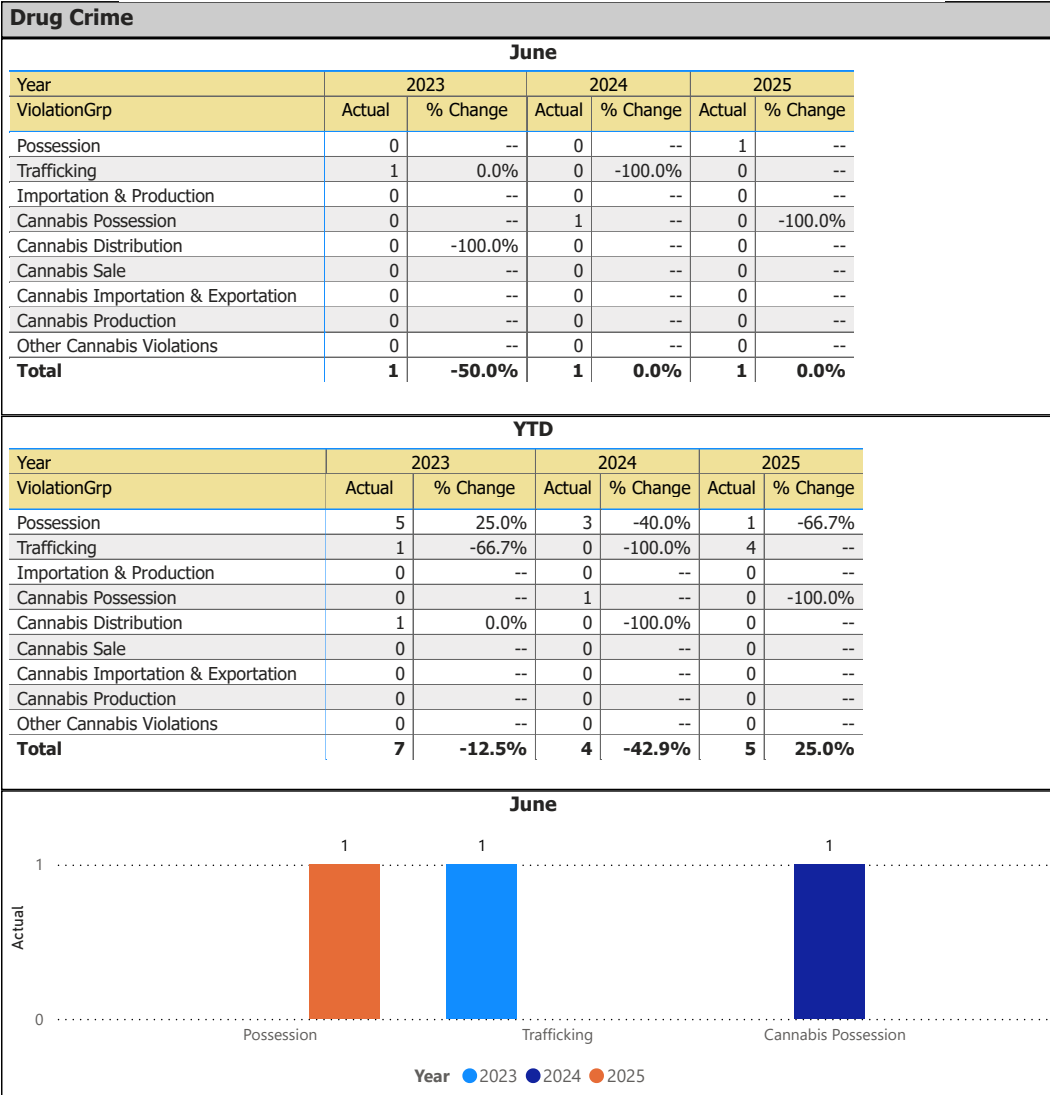 Drug Crime
June
Year 2023 2024 2025
ViolationGrp Actual % Change Actual % Change Actual % Change
Possession 0 -- 0 -- 1 --
Trafficking 1 0.0% 0 -100.0% 0 --
Importation & Production 0 -- 0 -- 0 --
Cannabis Possession 0 -- 1 -- 0 -100.0%
Cannabis Distribution 0 -100.0% 0 -- 0 --
Cannabis Sale 0 -- 0 -- 0 --
Cannabis Importation & Exportation 0 -- 0 -- 0 --
Cannabis Production 0 -- 0 -- 0 --
Other Cannabis Violations 0 -- 0 -- 0 --
Total 1 -50.0% 1 0.0% 1 0.0%
YTD
Year 2023 2024 2025
ViolationGrp Actual % Change Actual % Change Actual % Change
Possession 5 25.0% 3 -40.0% 1 -66.7%
Trafficking 1 -66.7% 0 -100.0% 4 --
Importation & Production 0 -- 0 -- 0 --
Cannabis Possession 0 -- 1 -- 0 -100.0%
Cannabis Distribution 1 0.0% 0 -100.0% 0 --
Cannabis Sale 0 -- 0 -- 0 --
Cannabis Importation & Exportation 0 -- 0 -- 0 --
Cannabis Production 0 -- 0 -- 0 --
Other Cannabis Violations 0 -- 0 -- 0 --
Total 7 -12.5% 4 -42.9% 5 25.0%
June
1 1 1
1
Actual
0
Possession Trafficking Cannabis Possession
Year 2023 2024 2025